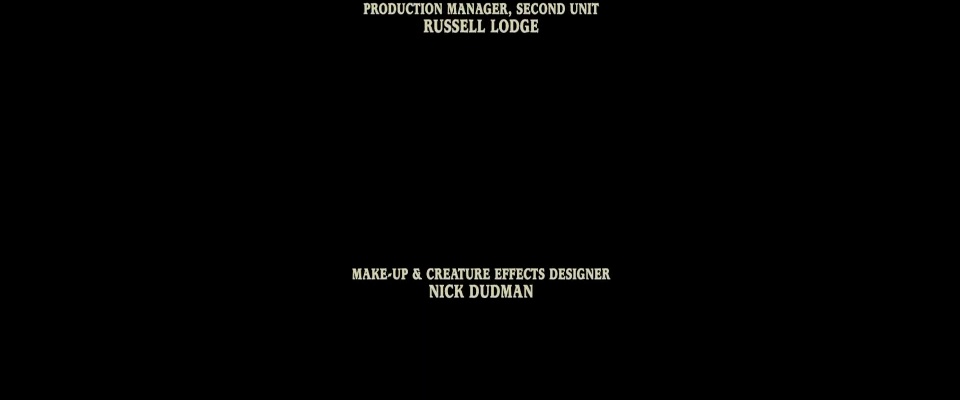 PRODUCTION MANAGER, SECOND UNIT
RUSSELL LODGE
MAKE-UP & CREATURE EFFECTS DESIGNER
NICK DUDMAN